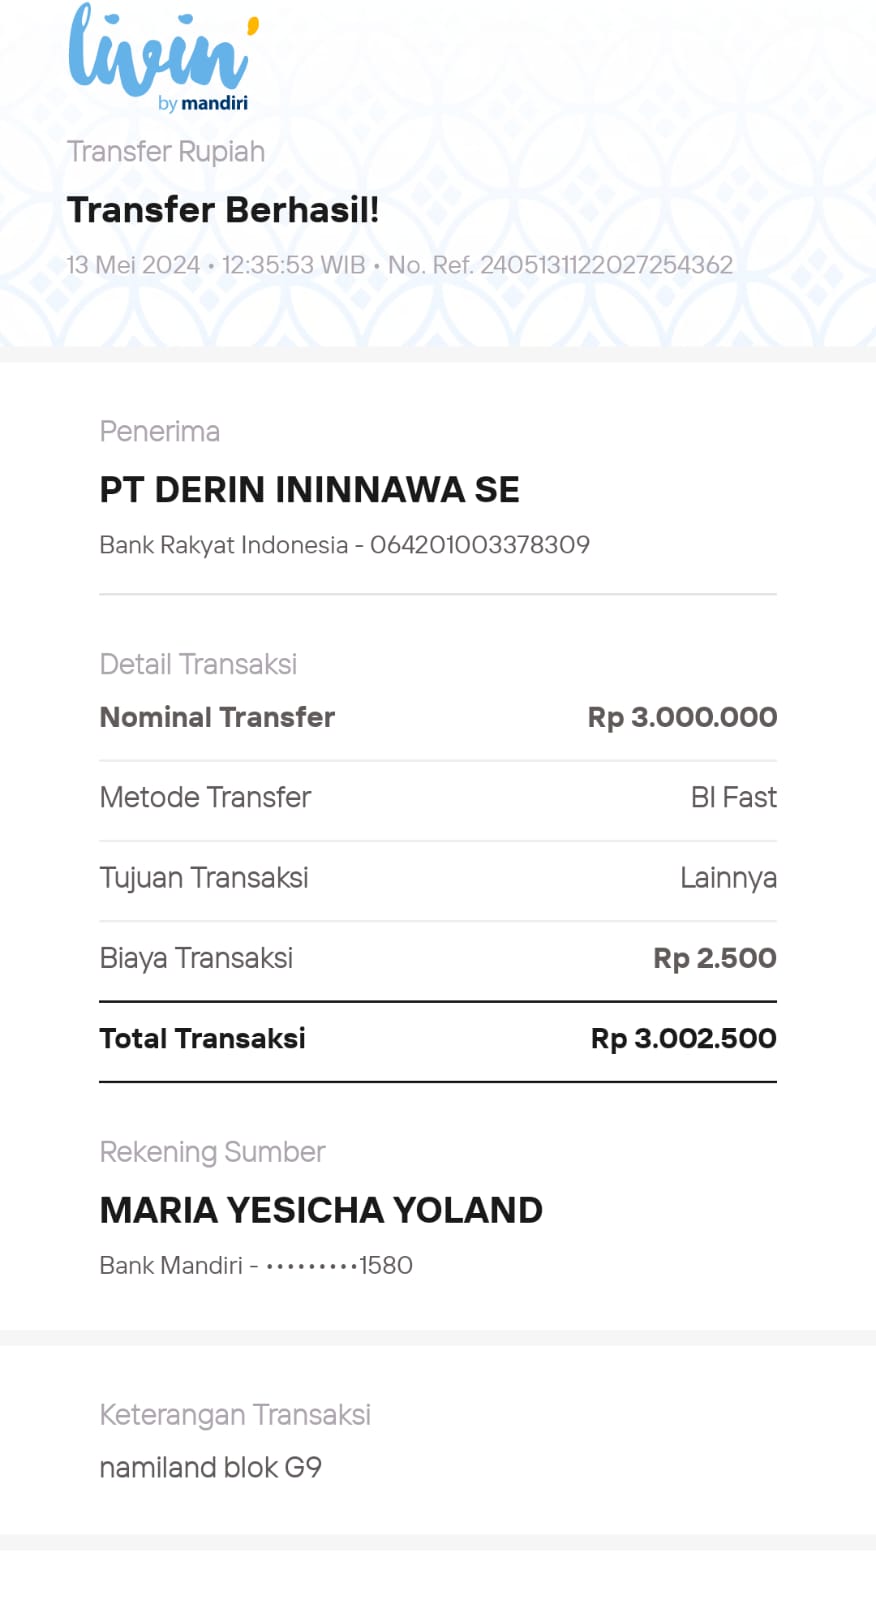 livin'
by mandiri
Transfer Rupiah
Transfer Berhasil!
13 Mei 2024 • 12:35:53 WIB • No. Ref. 2405131122027254362
Penerima
PT DERIN ININNAWA SE
Bank Rakyat Indonesia - 064201003378309
Detail Transaksi
Nominal Transfer Rp 3.000.000
Metode Transfer BI Fast
Tujuan Transaksi Lainnya
Biaya Transaksi Rp 2.500
Total Transaksi Rp 3.002.500
Rekening Sumber
MARIA YESICHA YOLAND
Bank Mandiri - •••••••••1580
Keterangan Transaksi
namiland blok G9